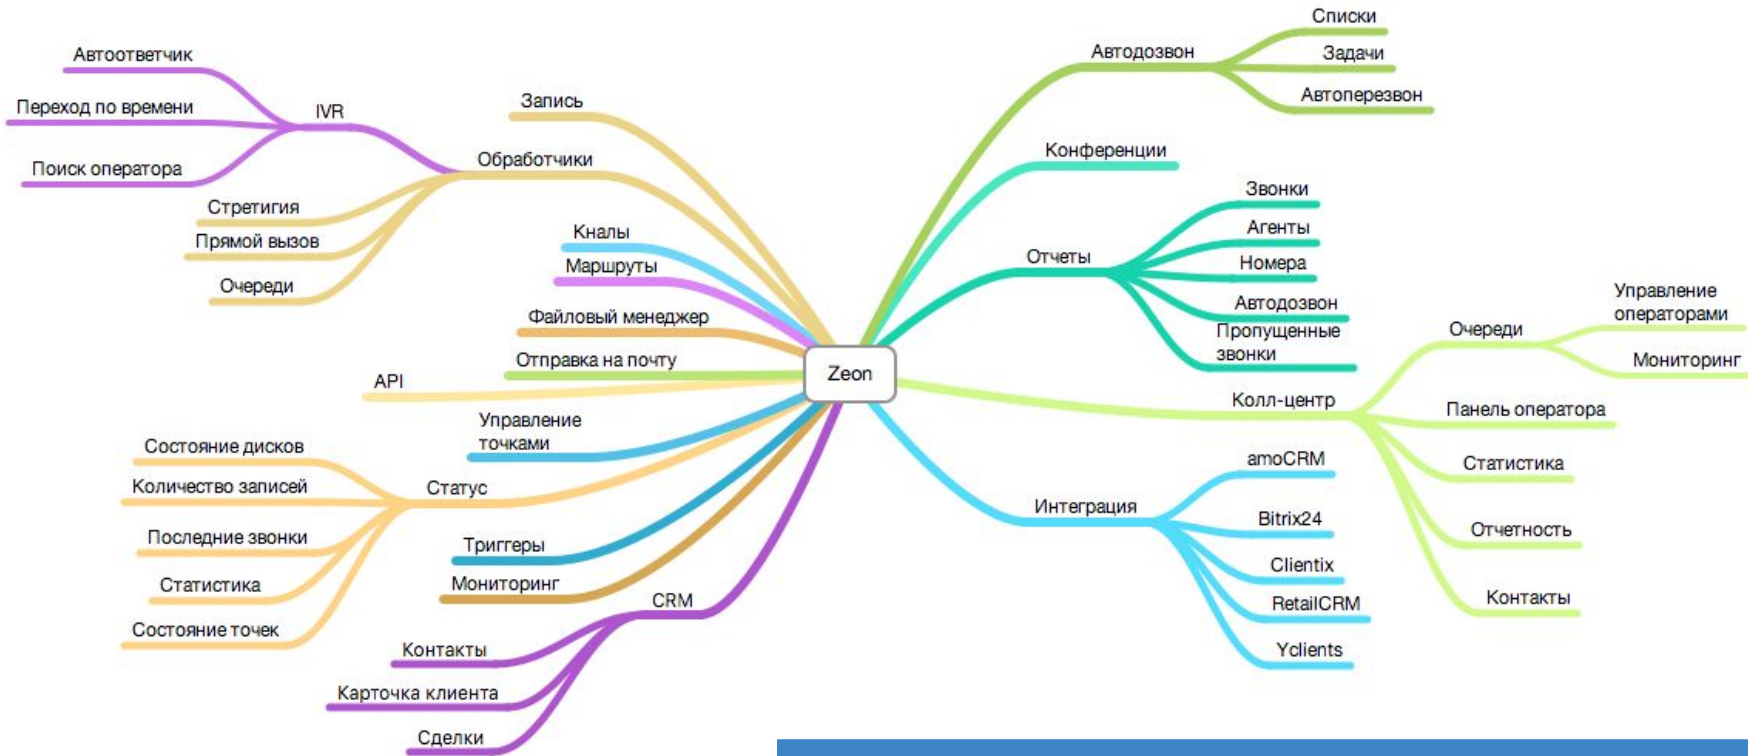 Zeon
Автодозвон
Списки
Задачи
Автоперезвон
Конференции
Отчеты
Звонки
Агенты
Номера
Автодозвон
Пропущенные
звонки
Колл-центр
Очереди
Управление
операторами
Мониторинг
Панель оператора
Статистика
Отчетность
Контакты
Интеграция
amoCRM
Bitrix24
Clientix
RetailCRM
Yclients
Запись
Обработчики
IVR
Автоответчик
Переход по времени
Поиск оператора
Стретигия
Прямой вызов
Очереди
Кналы
Маршруты
Файловый менеджер
Отправка на почту
API
Управление
точками
Статус
Состояние дисков
Количество записей
Последние звонки
Статистика
Состояние точек
Триггеры
Мониторинг
CRM
Контакты
Карточка клиента
Сделки